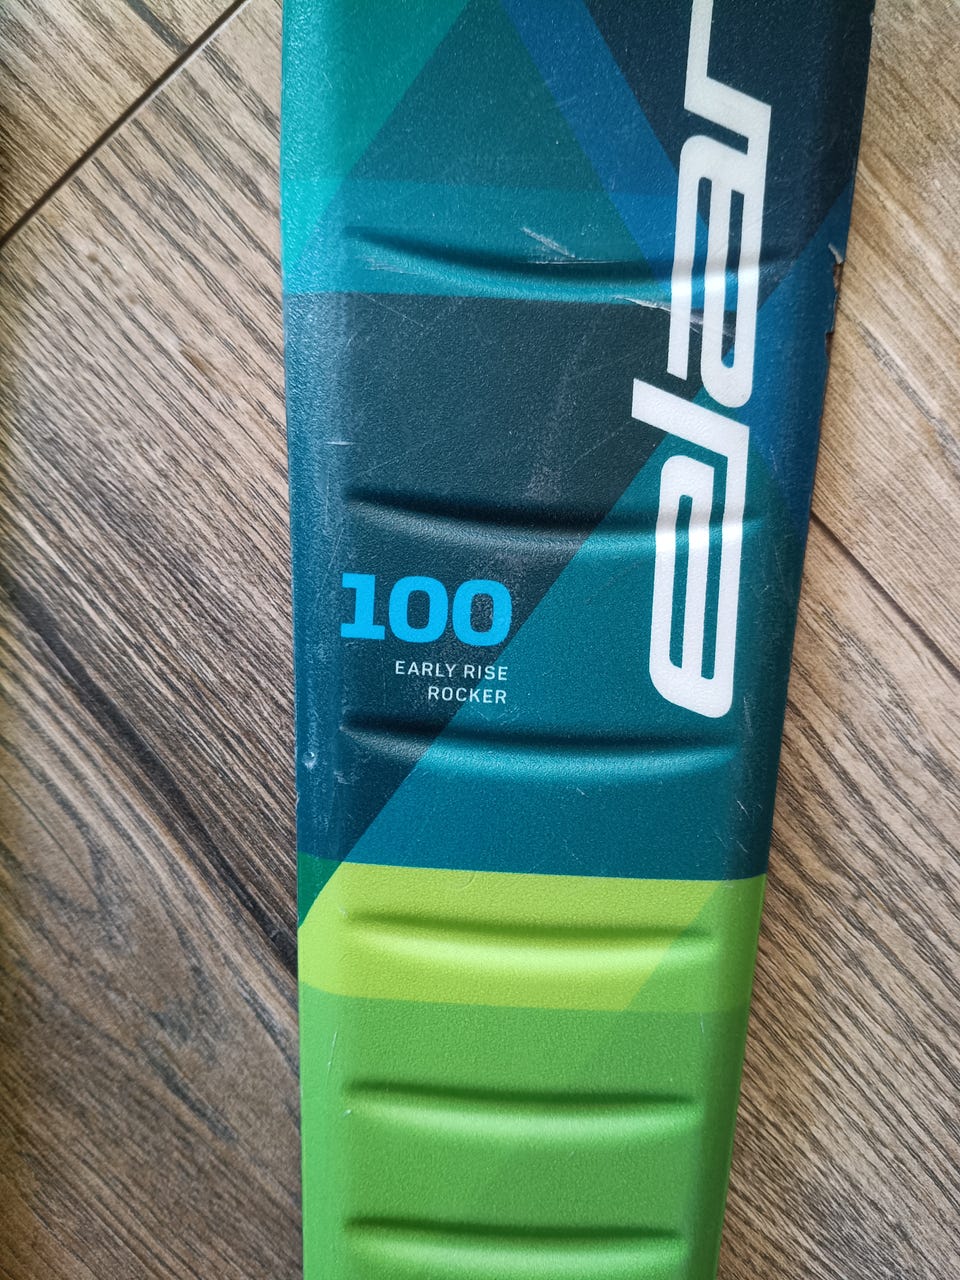 elan
100
EARLY RISE
ROCKER